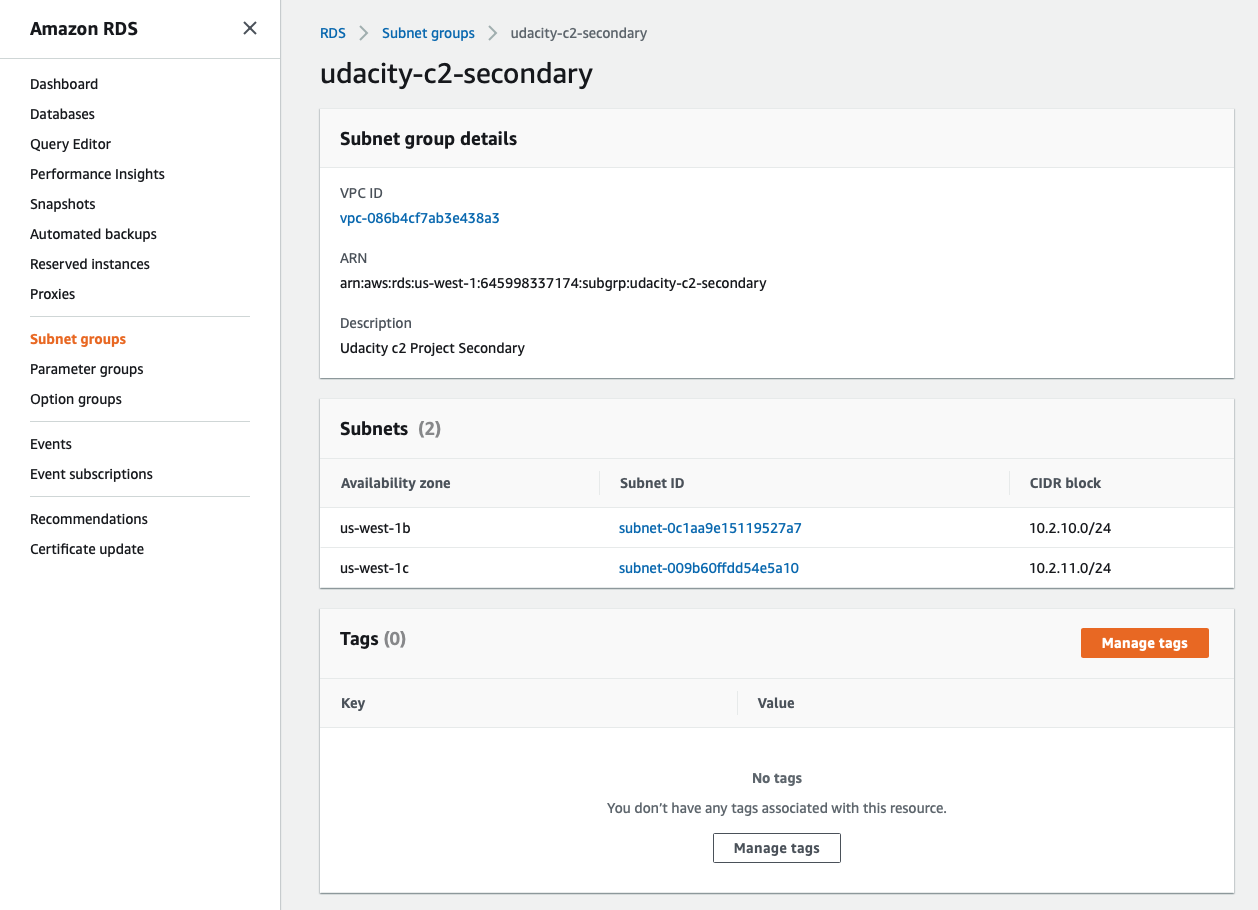 Amazon RDS
Dashboard
Databases
Query Editor
Performance Insights
Snapshots
Automated backups
Reserved instances
Proxies
Subnet groups
Parameter groups
Option groups
Events
Event subscriptions
Recommendations
Certificate update
RDS Subnet groups udacity-c2-secondary
udacity-c2-secondary
Subnet group details
VPC ID
vpc-086b4cf7ab3e438a3
ARN
arn:aws:rds:us-west-1:645998337174:subgrp:udacity-c2-secondary
Description
Udacity c2 Project Secondary
Subnets (2)
Availability zone Subnet ID CIDR block
us-west-1b subnet-0c1aa9e15119527a7 10.2.10.0/24
us-west-1c subnet-009b60ffdd54e5a10 10.2.11.0/24
Tags (0) Manage tags
Key Value
No tags
You don't have any tags associated with this resource.
Manage tags